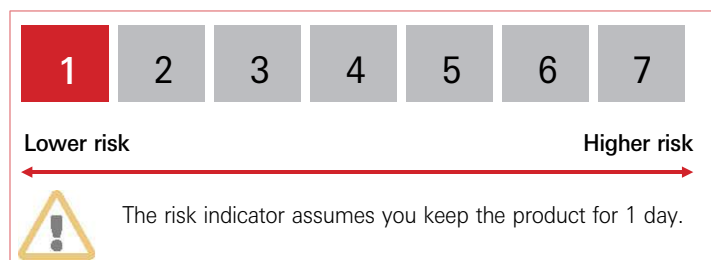 1 2 3 4 5 6 7
Lower risk Higher risk
The risk indicator assumes you keep the product for 1 day.